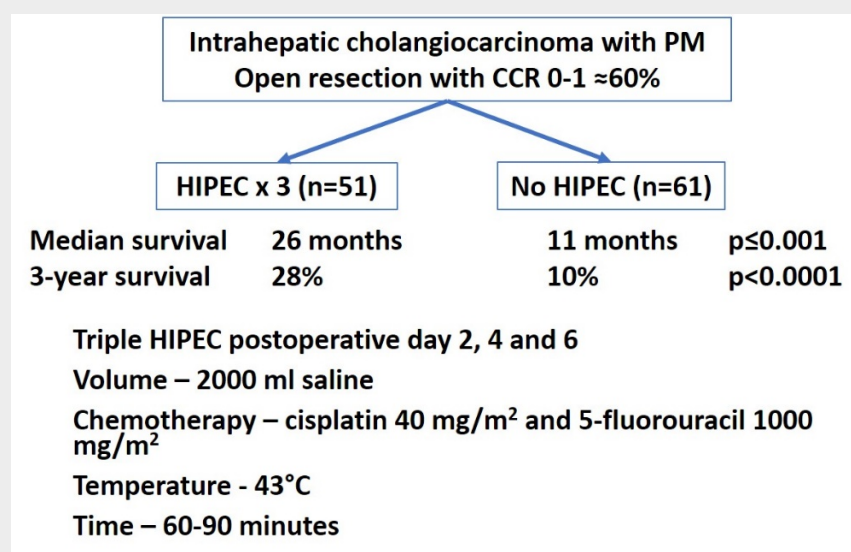 Intrahepatic cholangiocarcinoma with PM
Open resection with CCR 0-1 ≈60%
HIPEC x 3 (n=51)
No HIPEC (n=61)
Median survival 26 months 11 months p≤0.001
3-year survival 28% 10% p<0.0001
Triple HIPEC postoperative day 2, 4 and 6
Volume – 2000 ml saline
Chemotherapy – cisplatin 40 mg/m² and 5-fluorouracil 1000
mg/m²
Temperature - 43°C
Time – 60-90 minutes